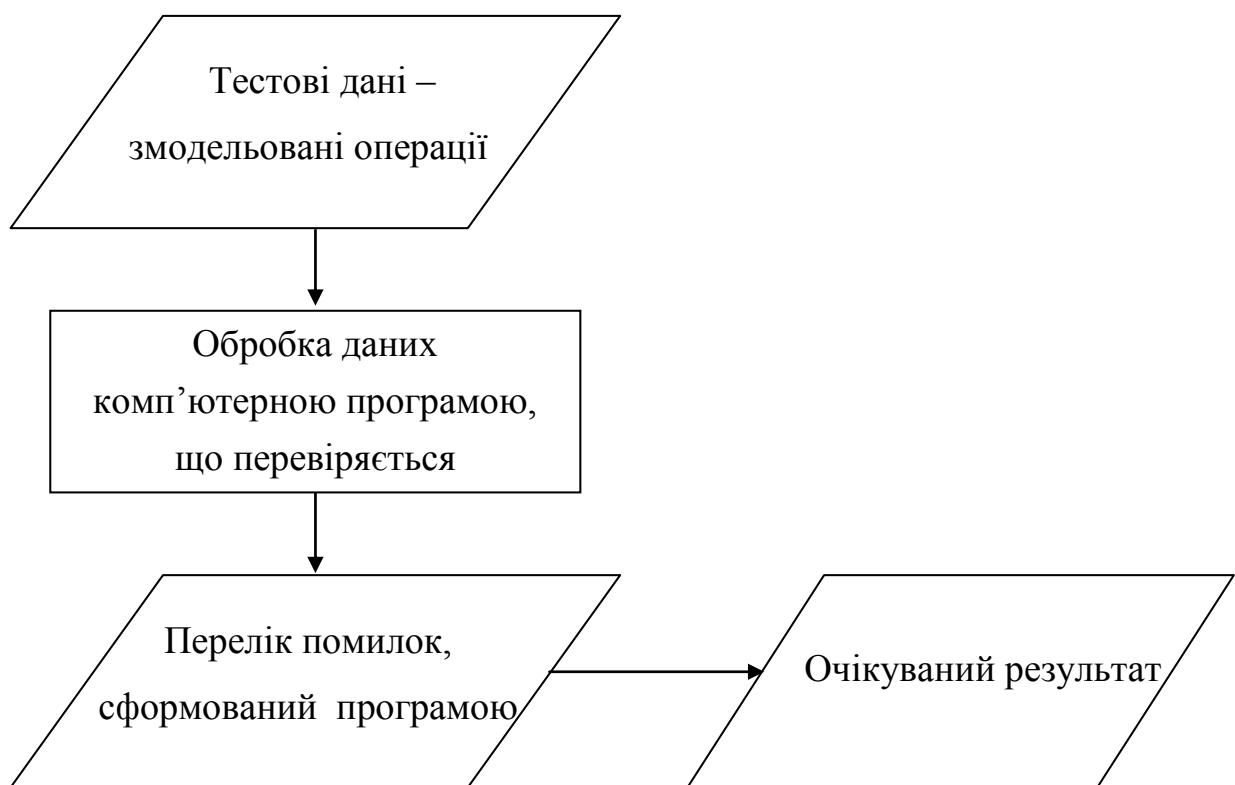 Тестові дані –
змодельовані операції
Обробка даних
комп’ютерною програмою,
що перевіряється
Перелік помилок,
сформований програмою
Очікуваний результат